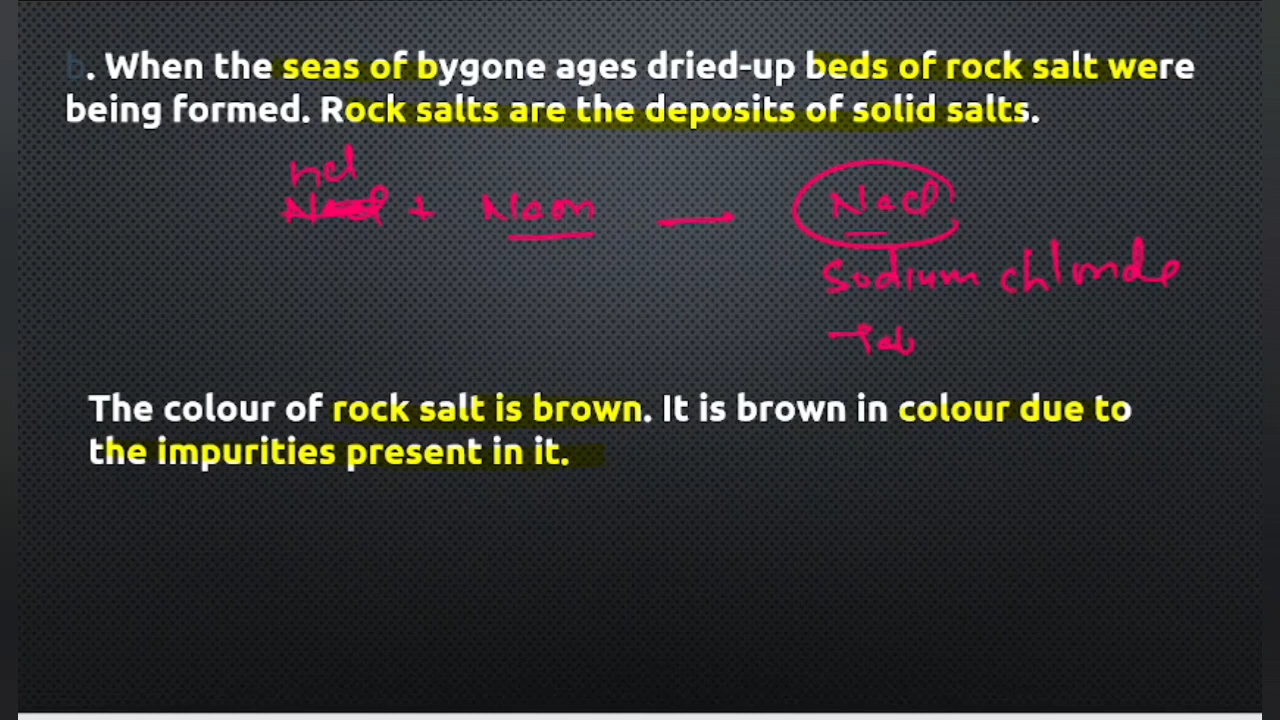 b. When the seas of bygone ages dried-up beds of rock salt were
being formed. Rock salts are the deposits of solid salts.
HCl
+ NaOH → NaCl
Sodium chloride
Tab
The colour of rock salt is brown. It is brown in colour due to
the impurities present in it.